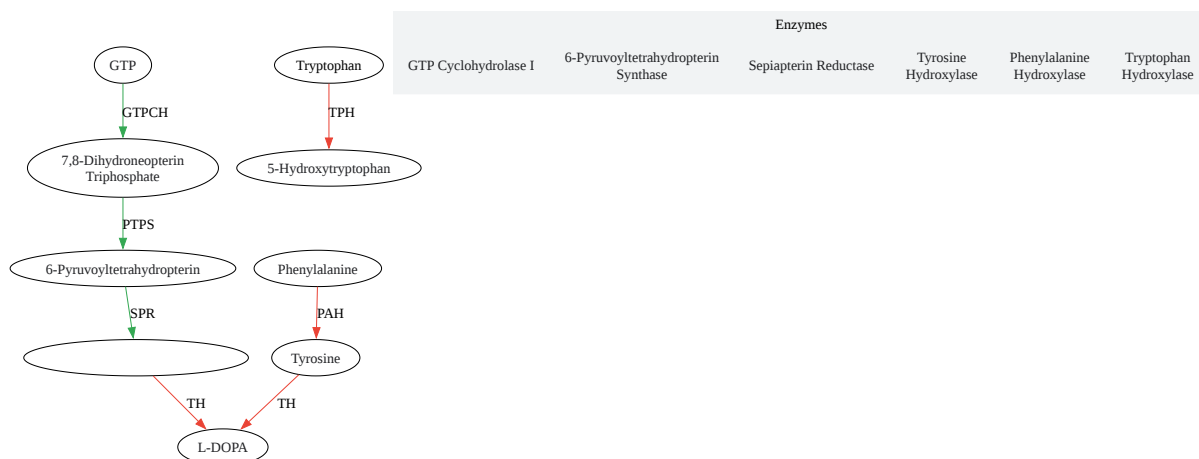 Enzymes
GTP
Tryptophan
GTP Cyclohydrolase I
6-Pyruvoyltetrahydropterin
Synthase
Sepiapterin Reductase
Tyrosine
Hydroxylase
Phenylalanine
Hydroxylase
Tryptophan
Hydroxylase
GTPCH
TPH
7,8-Dihydroneopterin
Triphosphate
5-Hydroxytryptophan
PTPS
6-Pyruvoyltetrahydropterin
Phenylalanine
SPR
PAH
Tyrosine
TH
TH
L-DOPA